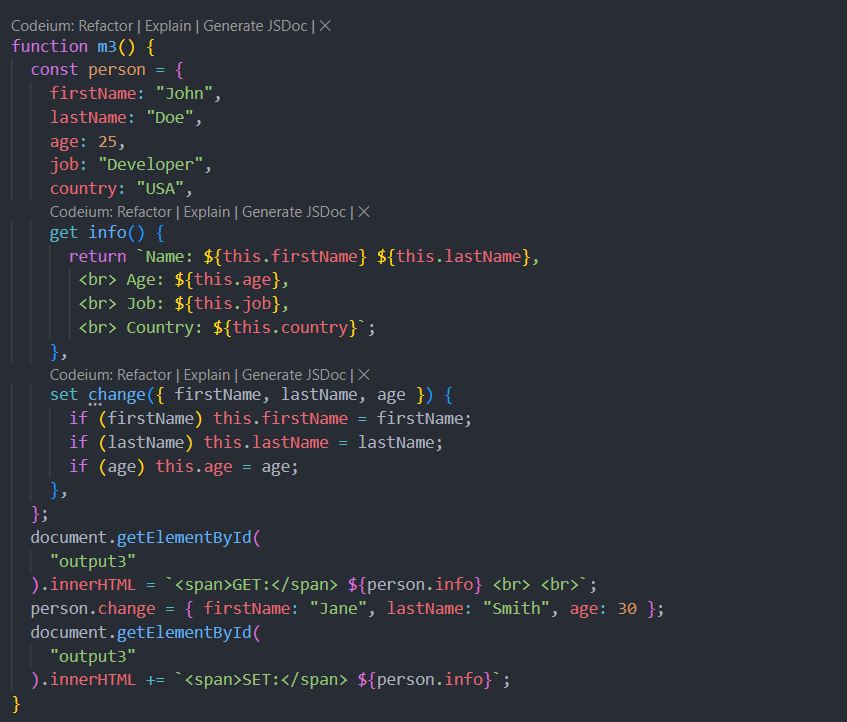 Codeium: Refactor | Explain | Generate JSDoc | ×
function m3() {
  const person = {
    firstName: "John",
    lastName: "Doe",
    age: 25,
    job: "Developer",
    country: "USA",
    Codeium: Refactor | Explain | Generate JSDoc | ×
    get info() {
      return `Name: ${this.firstName} ${this.lastName},
       <br> Age: ${this.age},
       <br> Job: ${this.job},
       <br> Country: ${this.country}`;
    },
    Codeium: Refactor | Explain | Generate JSDoc | ×
    set change({ firstName, lastName, age }) {
      if (firstName) this.firstName = firstName;
      if (lastName) this.lastName = lastName;
      if (age) this.age = age;
    },
  };
  document.getElementById(
    "output3"
  ).innerHTML = `<span>GET:</span> ${person.info} <br> <br>`;
  person.change = { firstName: "Jane", lastName: "Smith", age: 30 };
  document.getElementById(
    "output3"
  ).innerHTML += `<span>SET:</span> ${person.info}`;
}